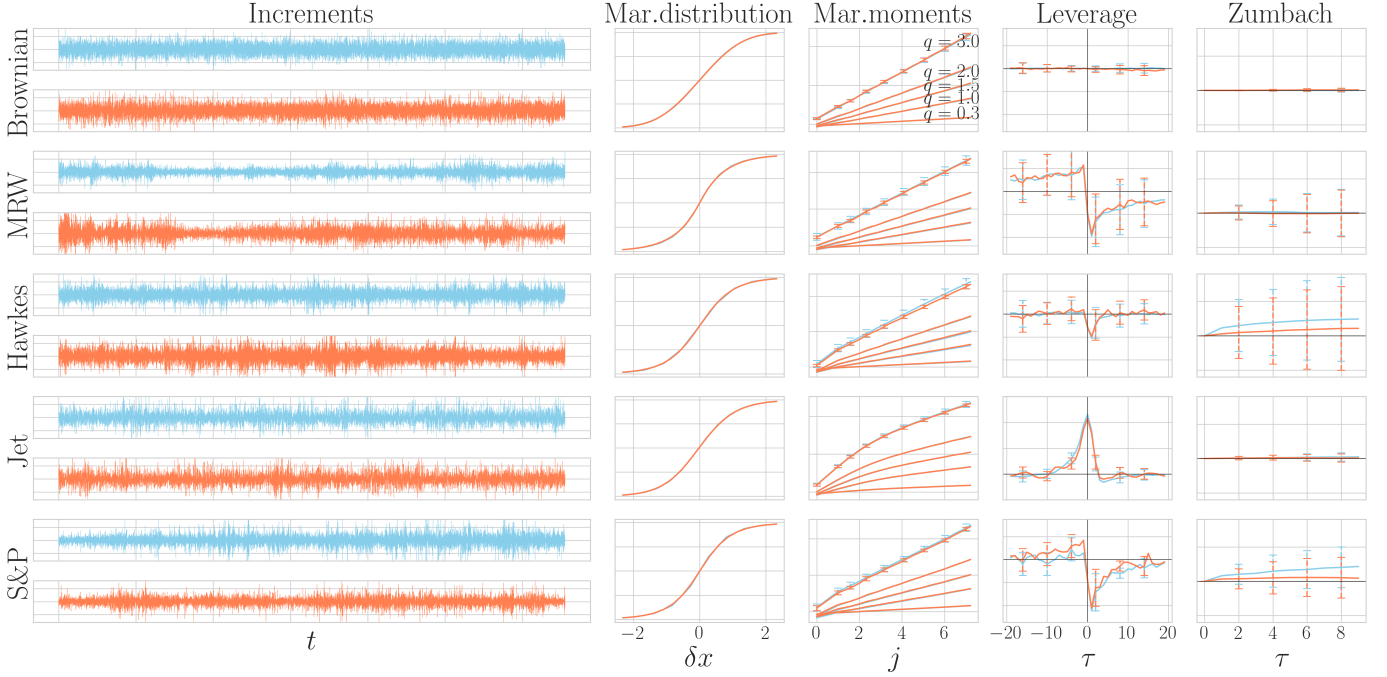 Increments
Mar.distribution
Mar.moments
Leverage
Zumbach
Brownian
q = 3.0
q = 2.0
q = 1.5
q = 1.0
q = 0.3
MRW
Hawkes
Jet
S&P
−2 0 2
0 2 4 6
−20 −10 0 10 20
0 2 4 6 8
t
δx
j
τ
τ